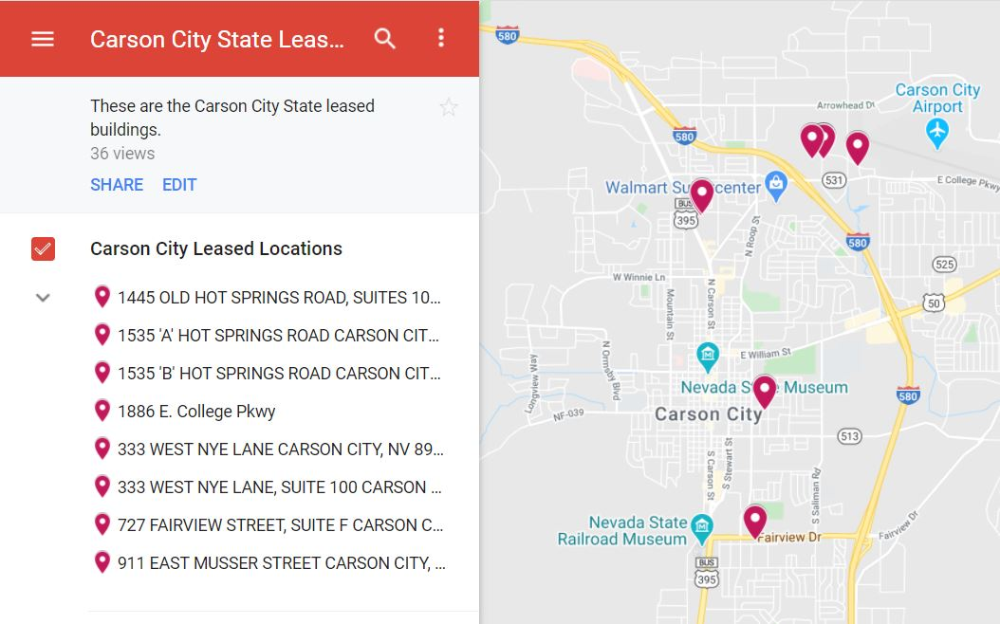 Carson City State Leas...
These are the Carson City State leased
buildings.
36 views
SHARE EDIT
Carson City Leased Locations
1445 OLD HOT SPRINGS ROAD, SUITES 10...
1535 'A' HOT SPRINGS ROAD CARSON CIT...
1535 'B' HOT SPRINGS ROAD CARSON CIT...
1886 E. College Pkwy
333 WEST NYE LANE CARSON CITY, NV 89...
333 WEST NYE LANE, SUITE 100 CARSON ...
727 FAIRVIEW STREET, SUITE F CARSON C...
911 EAST MUSSER STREET CARSON CITY, ...
580
Carson City
Airport
Arrowhead Dr
580
531
E College Pkwy
Walmart Su center
BUS
395
N Roop St
580
525
W Winnie Ln
50
N Carson St
Mountain St
E William St
N Ormsby Blvd
Longview Way
Nevada St e Museum
580
Carson City
NF-039
513
S Carson St
S Stewart St
S Saliman Rd
Nevada State
Railroad Museum
Fairview Dr
Fairview Dr
BUS
395